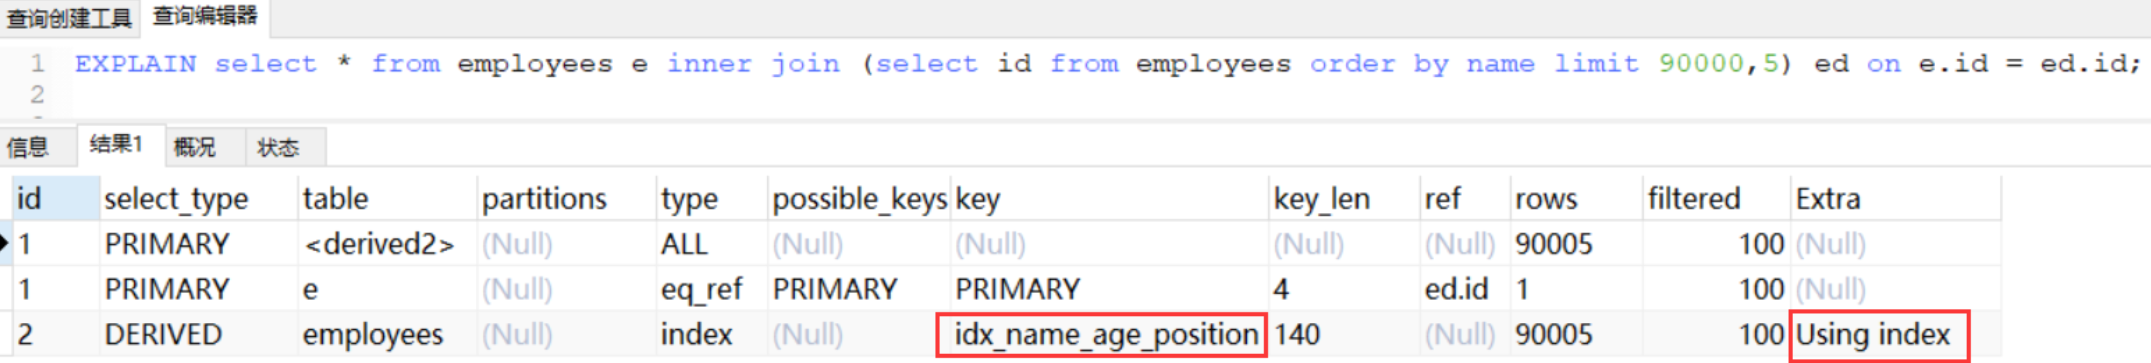 查询创建工具 查询编辑器
1 EXPLAIN select * from employees e inner join (select id from employees order by name limit 90000,5) ed on e.id = ed.id;
2
信息 结果1 概况 状态
id select_type table partitions type possible_keys key key_len ref rows filtered Extra
1 PRIMARY <derived2> (Null) ALL (Null) (Null) (Null) (Null) 90005 100 (Null)
1 PRIMARY e (Null) eq_ref PRIMARY PRIMARY 4 ed.id 1 100 (Null)
2 DERIVED employees (Null) index (Null) idx_name_age_position 140 (Null) 90005 100 Using index